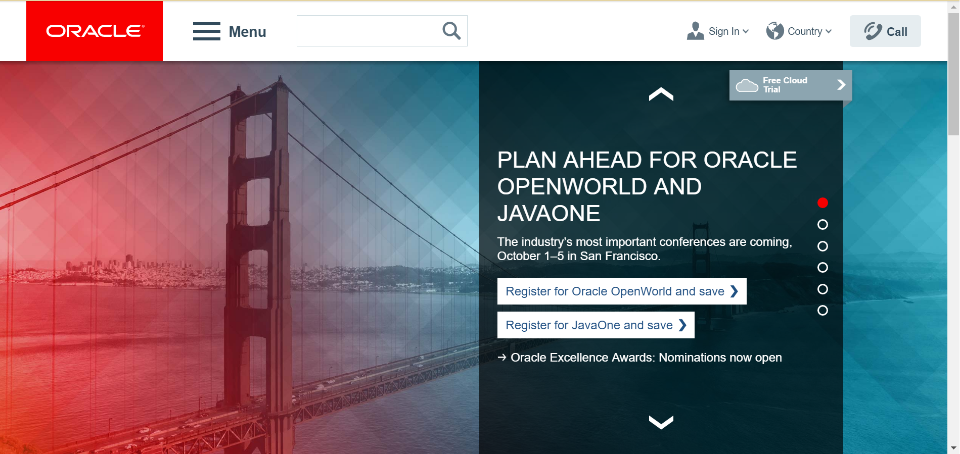 ORACLE
Menu
Sign In
Country
Call
Free Cloud
Trial
PLAN AHEAD FOR ORACLE
OPENWORLD AND
JAVAONE
The industry's most important conferences are coming,
October 1–5 in San Francisco.
Register for Oracle OpenWorld and save ❯
Register for JavaOne and save ❯
→ Oracle Excellence Awards: Nominations now open